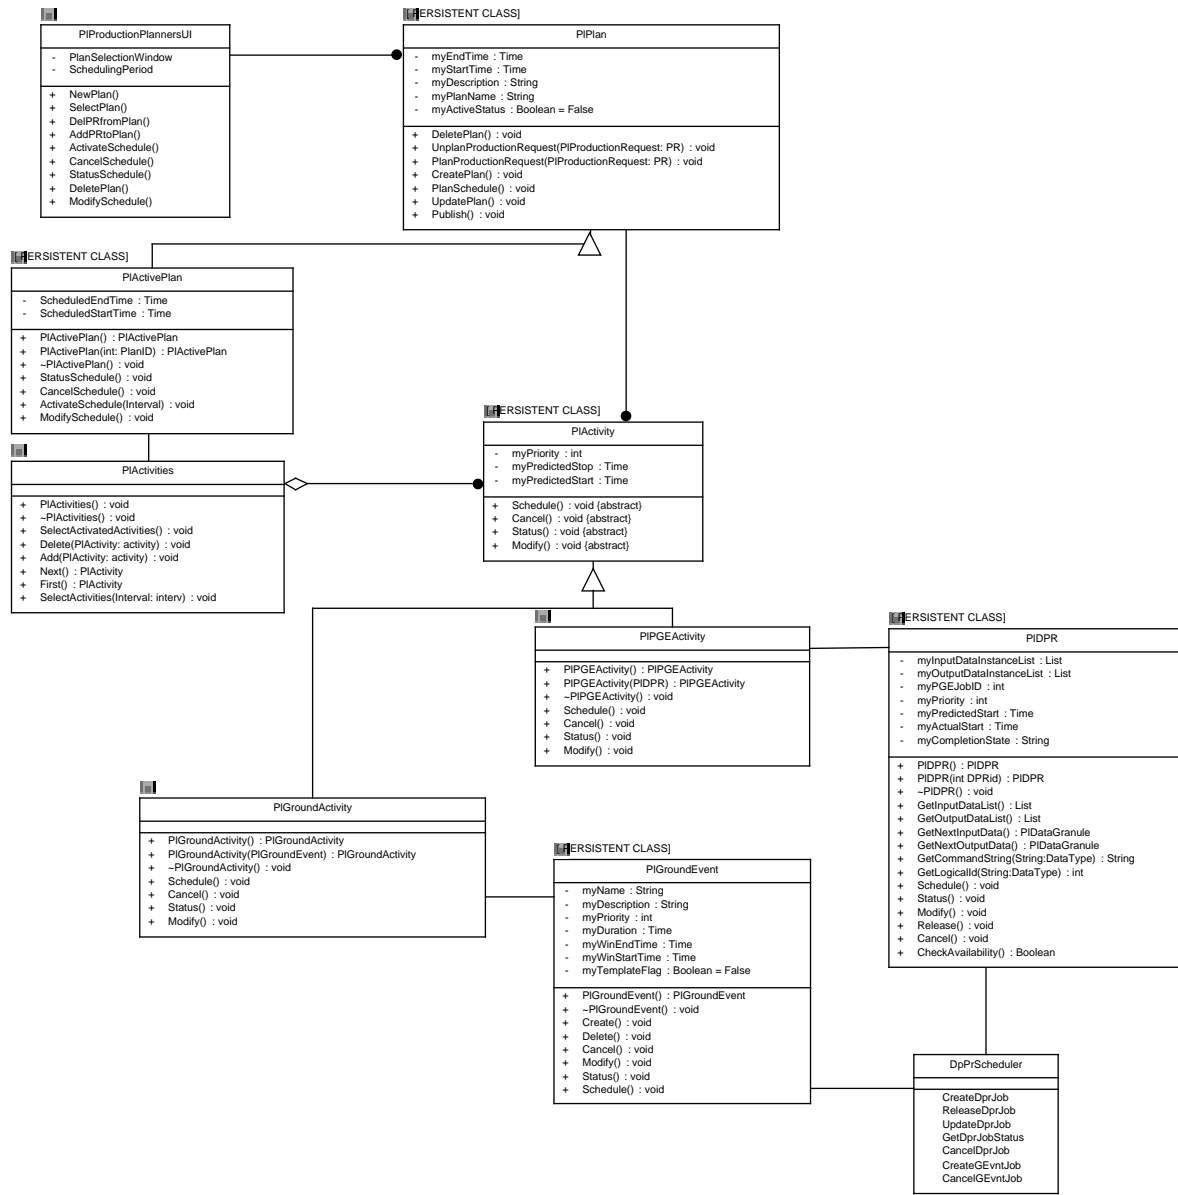 PlProductionPlannersUI
- PlanSelectionWindow
- SchedulingPeriod
+ NewPlan()
+ SelectPlan()
+ DelPRfromPlan()
+ AddPRtoPlan()
+ ActivateSchedule()
+ CancelSchedule()
+ StatusSchedule()
+ DeletePlan()
+ ModifySchedule()
[PERSISTENT CLASS]
PlPlan
- myEndTime : Time
- myStartTime : Time
- myDescription : String
- myPlanName : String
- myActiveStatus : Boolean = False
+ DeletePlan() : void
+ UnplanProductionRequest(PlProductionRequest: PR) : void
+ PlanProductionRequest(PlProductionRequest: PR) : void
+ CreatePlan() : void
+ PlanSchedule() : void
+ UpdatePlan() : void
+ Publish() : void
[PERSISTENT CLASS]
PlActivePlan
- ScheduledEndTime : Time
- ScheduledStartTime : Time
+ PlActivePlan() : PlActivePlan
+ PlActivePlan(int: PlanID) : PlActivePlan
+ ~PlActivePlan() : void
+ StatusSchedule() : void
+ CancelSchedule() : void
+ ActivateSchedule(Interval) : void
+ ModifySchedule() : void
PlActivities
+ PlActivities() : void
+ ~PlActivities() : void
+ SelectActivatedActivities() : void
+ Delete(PlActivity: activity) : void
+ Add(PlActivity: activity) : void
+ Next() : PlActivity
+ First() : PlActivity
+ SelectActivities(Interval: interv) : void
[PERSISTENT CLASS]
PlActivity
- myPriority : int
- myPredictedStop : Time
- myPredictedStart : Time
+ Schedule() : void {abstract}
+ Cancel() : void {abstract}
+ Status() : void {abstract}
+ Modify() : void {abstract}
PlPGEActivity
+ PlPGEActivity() : PlPGEActivity
+ PlPGEActivity(PlDPR) : PlPGEActivity
+ ~PlPGEActivity() : void
+ Schedule() : void
+ Cancel() : void
+ Status() : void
+ Modify() : void
[PERSISTENT CLASS]
PlDPR
- myInputDataInstanceList : List
- myOutputDataInstanceList : List
- myPGEJobID : int
- myPriority : int
- myPredictedStart : Time
- myActualStart : Time
- myCompletionState : String
+ PlDPR() : PlDPR
+ PlDPR(int DPRid) : PlDPR
+ ~PlDPR() : void
+ GetInputDataList() : List
+ GetOutputDataList() : List
+ GetNextInputData() : PlDataGranule
+ GetNextOutputData() : PlDataGranule
+ GetCommandString(String:DataType) : String
+ GetLogicalId(String:DataType) : int
+ Schedule() : void
+ Status() : void
+ Modify() : void
+ Release() : void
+ Cancel() : void
+ CheckAvailability() : Boolean
PlGroundActivity
+ PlGroundActivity() : PlGroundActivity
+ PlGroundActivity(PlGroundEvent) : PlGroundActivity
+ ~PlGroundActivity() : void
+ Schedule() : void
+ Cancel() : void
+ Status() : void
+ Modify() : void
[PERSISTENT CLASS]
PlGroundEvent
- myName : String
- myDescription : String
- myPriority : int
- myDuration : Time
- myWinEndTime : Time
- myWinStartTime : Time
- myTemplateFlag : Boolean = False
+ PlGroundEvent() : PlGroundEvent
+ ~PlGroundEvent() : void
+ Create() : void
+ Delete() : void
+ Cancel() : void
+ Modify() : void
+ Status() : void
+ Schedule() : void
DpPrScheduler
CreateDprJob
ReleaseDprJob
UpdateDprJob
GetDprJobStatus
CancelDprJob
CreateGEvntJob
CancelGEvntJob